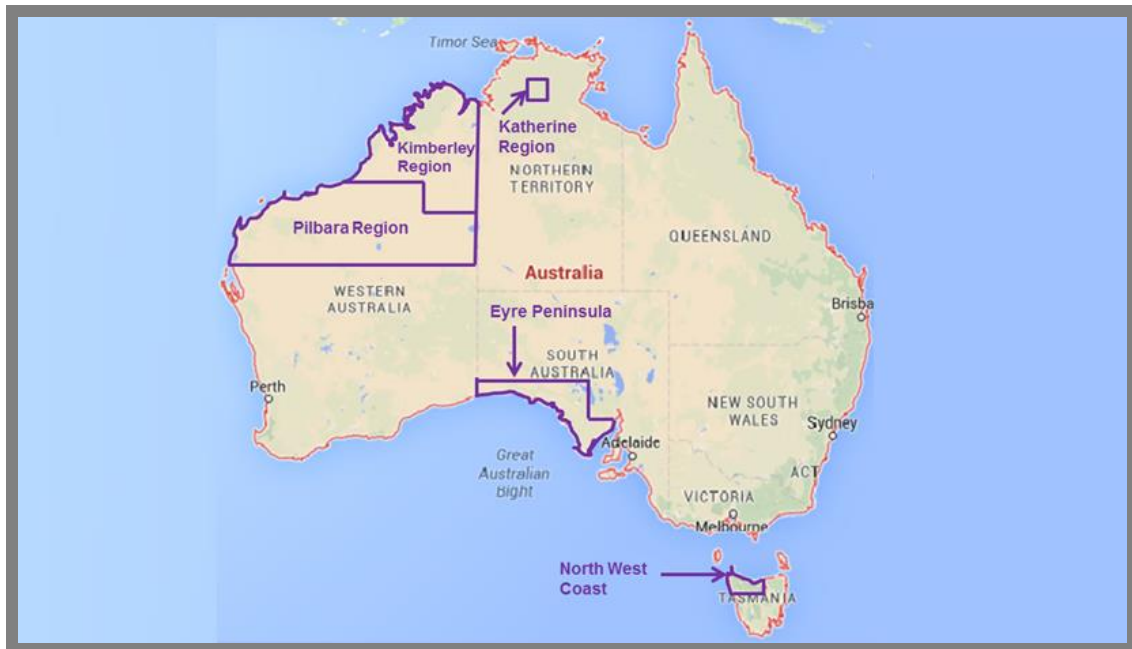 Timor Sea
Katherine
Region
Kimberley
Region
NORTHERN
TERRITORY
Pilbara Region
QUEENSLAND
Australia
WESTERN
AUSTRALIA
Eyre Peninsula
Brisba
SOUTH
AUSTRALIA
Perth
NEW SOUTH
WALES
Sydney
Adelaide
Great
Australian
Bight
ACT
VICTORIA
Melbourne
North West
Coast
TASMANIA